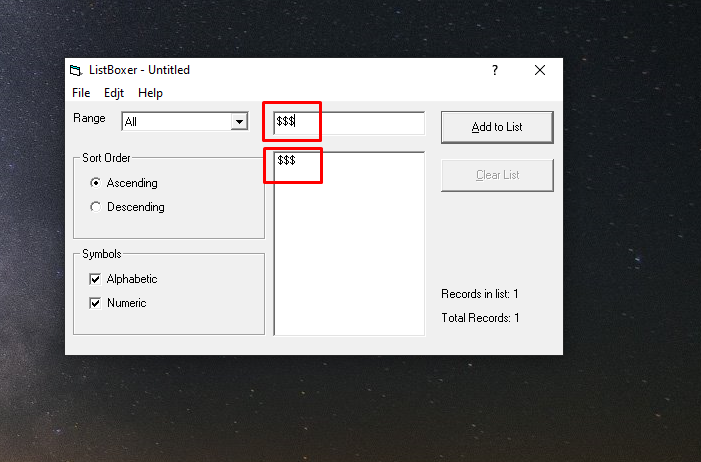 ListBoxer - Untitled
?
File Edjt Help
Range
All
$$$
Add to List
Sort Order
Ascending
Descending
$$$
Clear List
Symbols
Alphabetic
Numeric
Records in list: 1
Total Records: 1